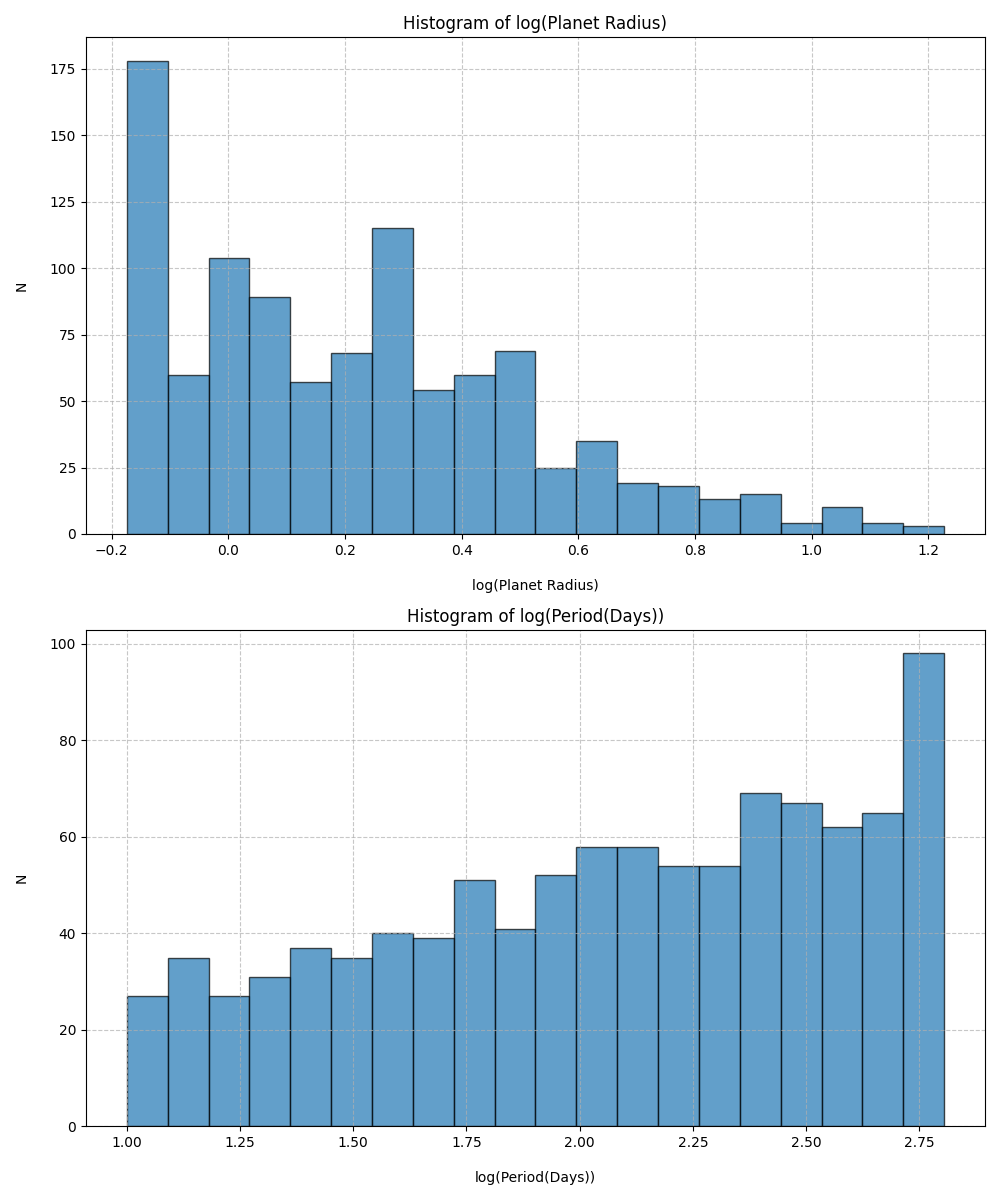 Histogram of log(Planet Radius)
175
150
125
100
75
50
25
0
N
−0.2 0.0 0.2 0.4 0.6 0.8 1.0 1.2
log(Planet Radius)
Histogram of log(Period(Days))
100
80
60
40
20
0
N
1.00 1.25 1.50 1.75 2.00 2.25 2.50 2.75
log(Period(Days))